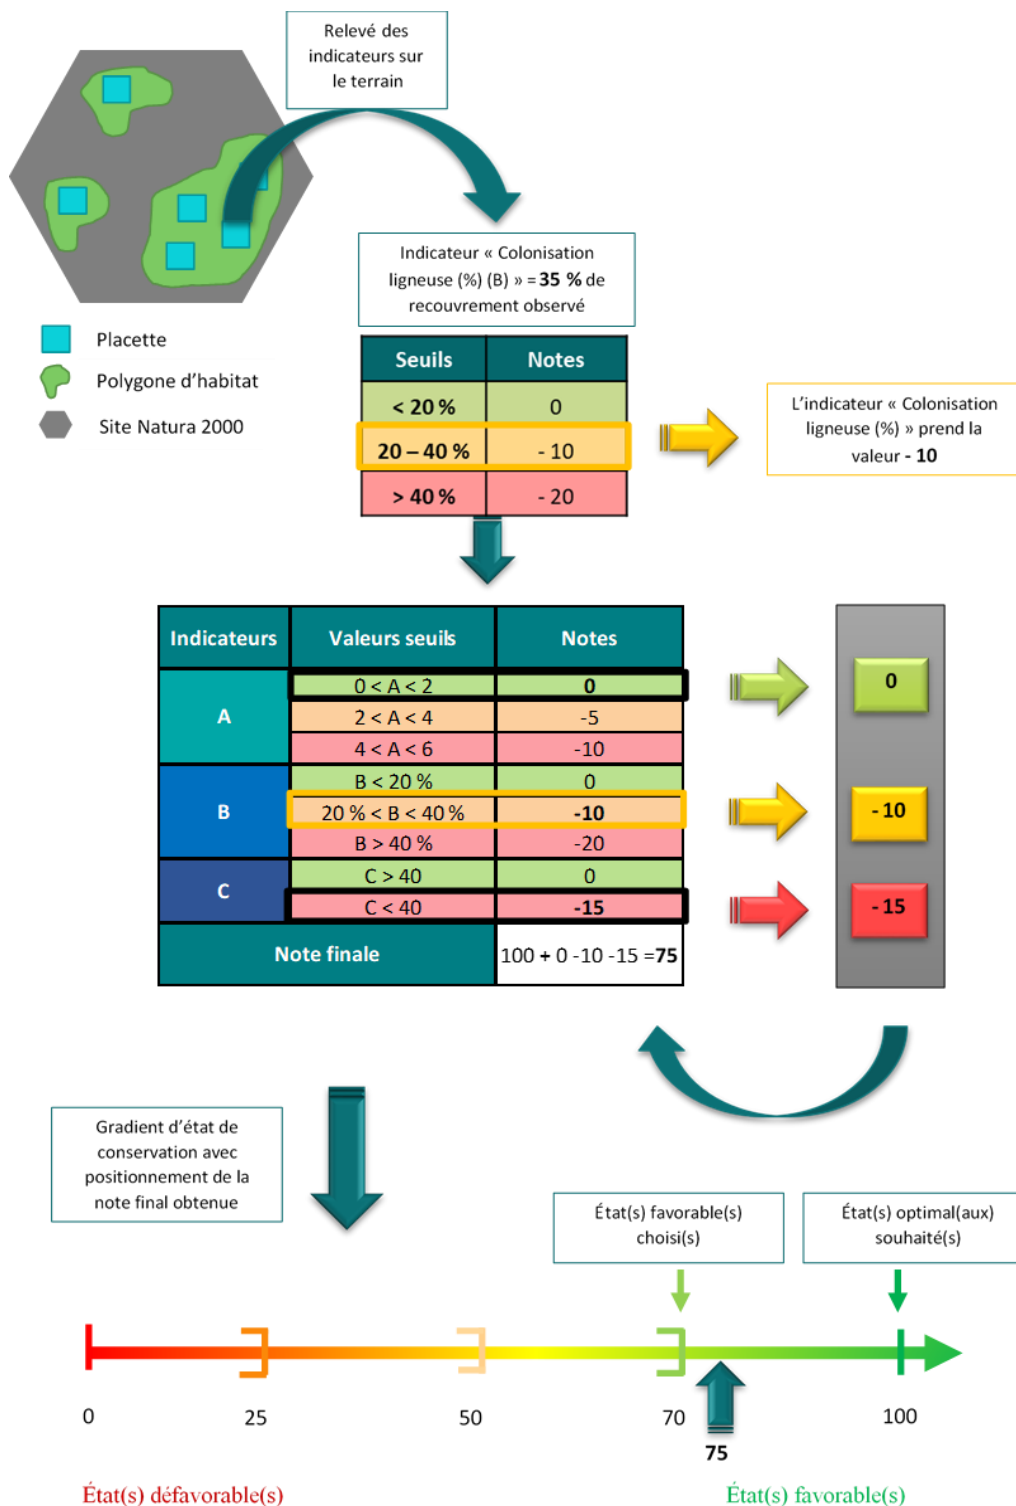 Relevé des
indicateurs sur
le terrain
Indicateur « Colonisation
ligneuse (%) (B) » = 35 % de
recouvrement observé
Placette
Polygone d'habitat
Site Natura 2000
Seuils Notes
< 20 % 0
20 – 40 % - 10
> 40 % - 20
L'indicateur « Colonisation
ligneuse (%) » prend la
valeur - 10
Indicateurs Valeurs seuils Notes
A
0 < A < 2 0
2 < A < 4 -5
4 < A < 6 -10
B
B < 20 % 0
20 % < B < 40 % -10
B > 40 % -20
C
C > 40 0
C < 40 -15
Note finale 100 + 0 -10 -15 =75
0
- 10
- 15
Gradient d'état de
conservation avec
positionnement de la
note final obtenue
État(s) favorable(s)
choisi(s)
État(s) optimal(aux)
souhaité(s)
0 25 50 70 100
75
État(s) défavorable(s) État(s) favorable(s)